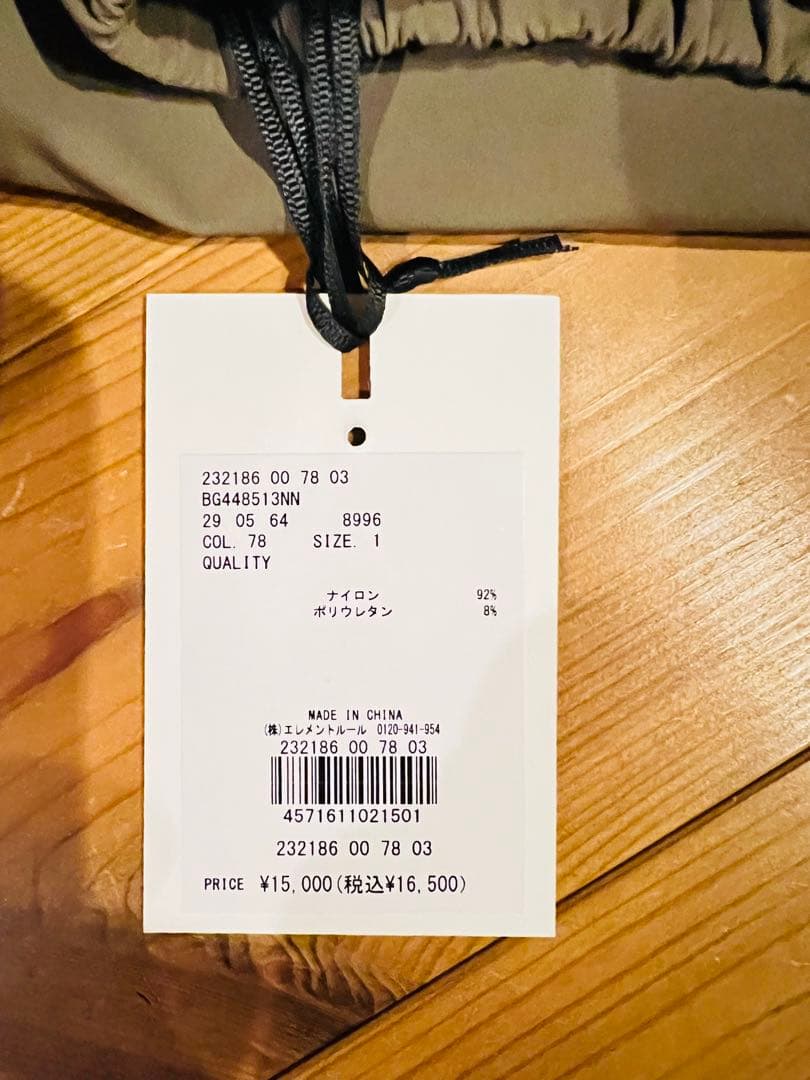 232186 00 78 03
BG448513NN
29 05 64 8996
COL. 78 SIZE. 1
QUALITY
ナイロン 92%
ポリウレタン 8%
MADE IN CHINA
(株)エレメントルール 0120-941-954
232186 00 78 03
4571611021501
232186 00 78 03
PRICE ¥15,000(税込¥16,500)